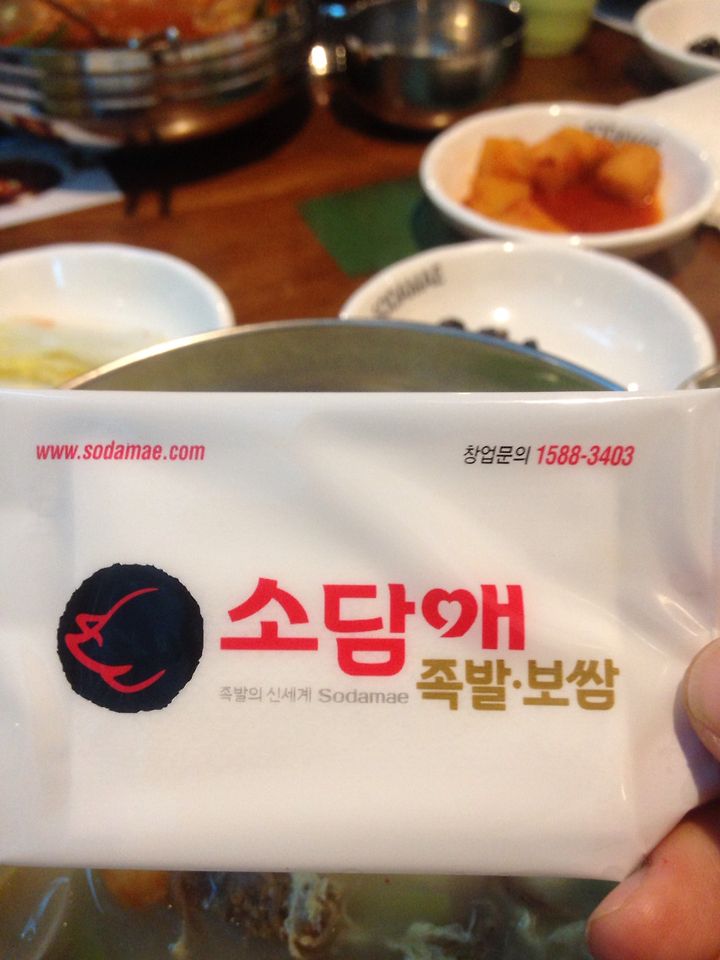 SODAMAE
www.sodamae.com
창업문의 1588-3403
소담애
족발의 신세계 Sodamae 족발·보쌈